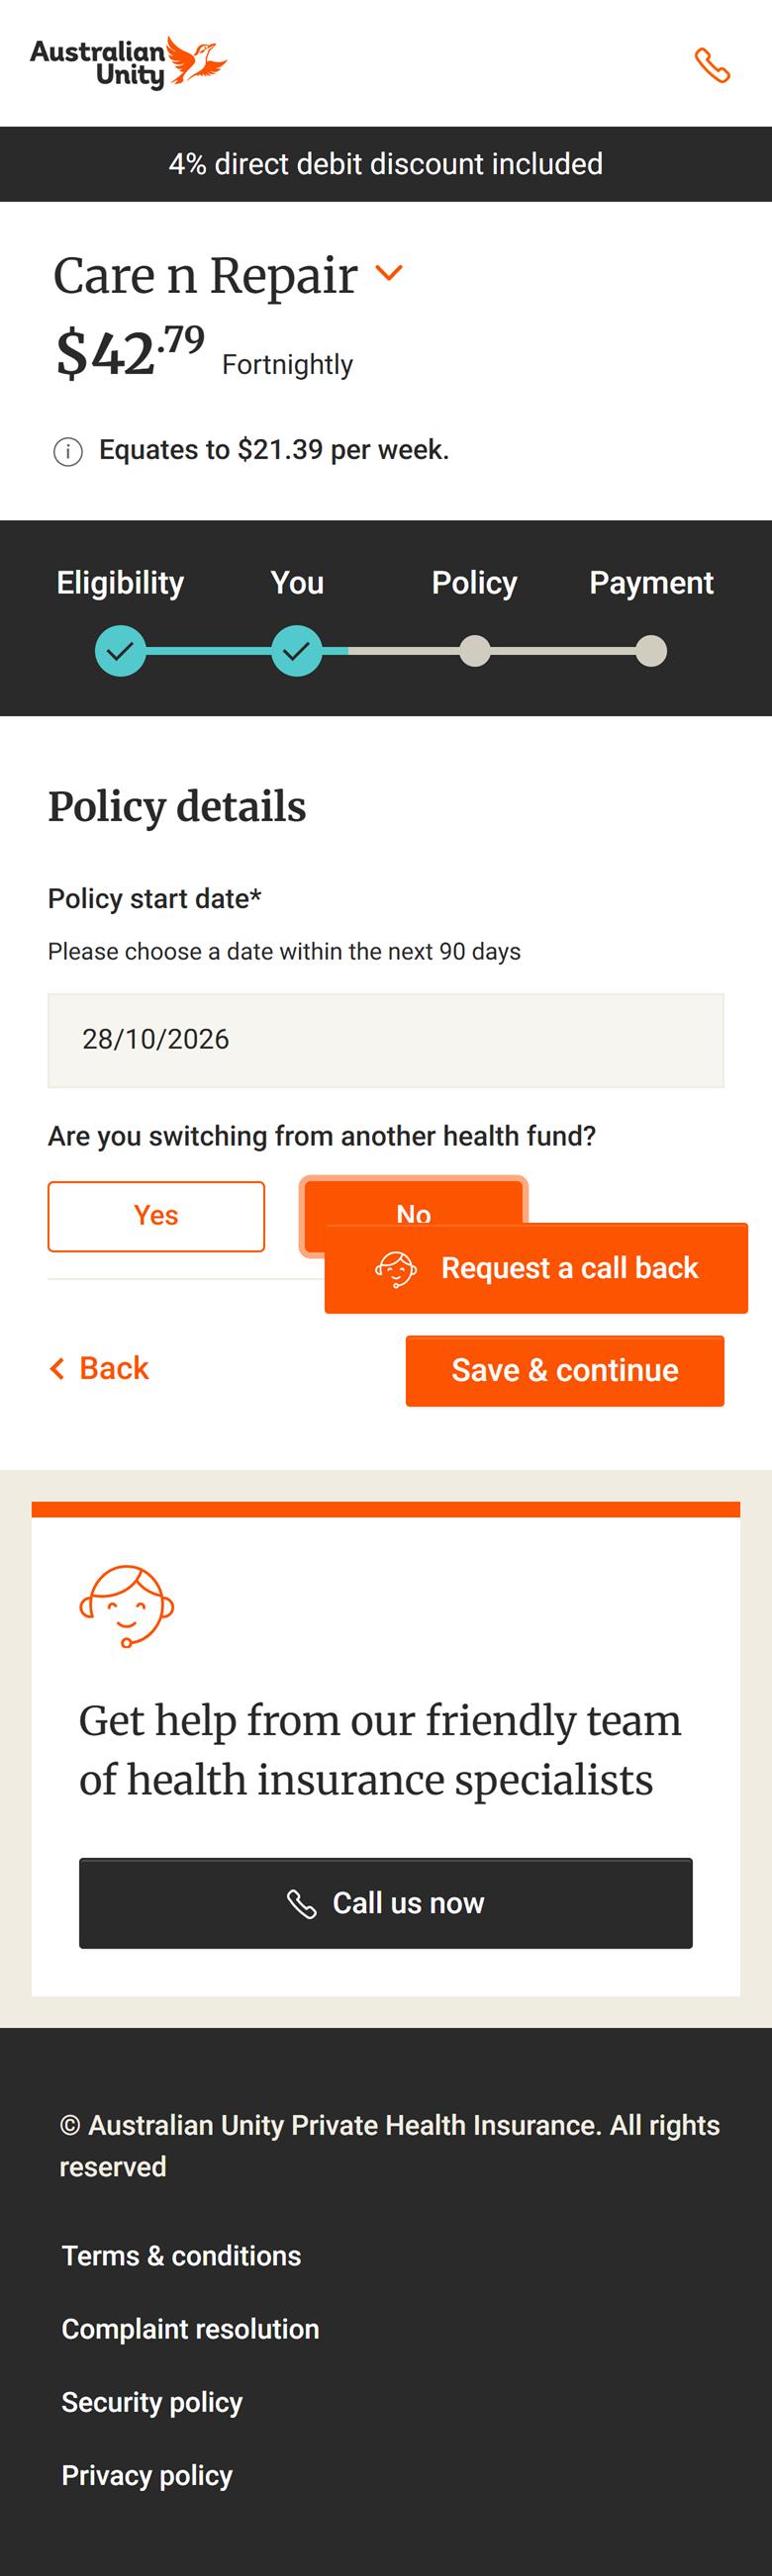 Australian
Unity
4% direct debit discount included
Care n Repair
$42.79 Fortnightly
Equates to $21.39 per week.
Eligibility You Policy Payment
Policy details
Policy start date*
Please choose a date within the next 90 days
28/10/2026
Are you switching from another health fund?
Yes No
Request a call back
Back Save & continue
Get help from our friendly team
of health insurance specialists
Call us now
© Australian Unity Private Health Insurance. All rights
reserved
Terms & conditions
Complaint resolution
Security policy
Privacy policy